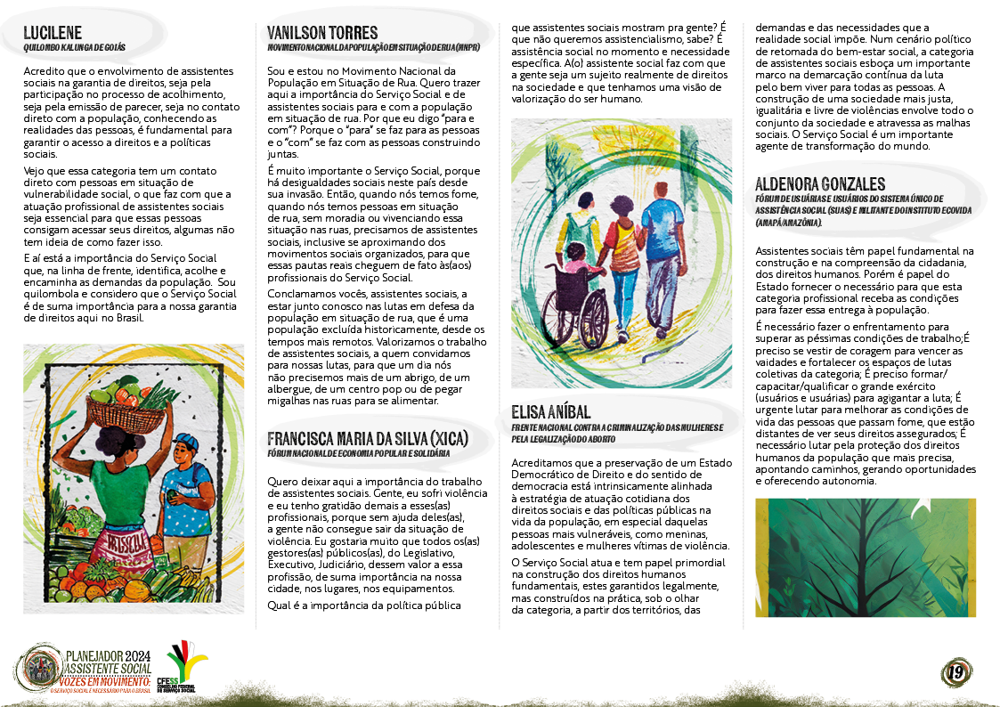 LUCILENE
QUILOMBO KALUNGA DE GOIÁS
Acredito que o envolvimento de assistentes
sociais na garantia de direitos, seja pela
participação no processo de acolhimento,
seja pela emissão de parecer, seja no contato
direto com a população, conhecendo as
realidades das pessoas, é fundamental para
garantir o acesso a direitos e a políticas
sociais.
Vejo que essa categoria tem um contato
direto com pessoas em situação de
vulnerabilidade social, o que faz com que a
atuação profissional de assistentes sociais
seja essencial para que essas pessoas
consigam acessar seus direitos, algumas não
tem ideia de como fazer isso.
E aí está a importância do Serviço Social
que, na linha de frente, identifica, acolhe e
encaminha as demandas da população. Sou
quilombola e considero que o Serviço Social
é de suma importância para a nossa garantia
de direitos aqui no Brasil.
VANILSON TORRES
MOVIMENTO NACIONAL DA POPULAÇÃO EM SITUAÇÃO DE RUA (MNPR)
Sou e estou no Movimento Nacional da
População em Situação de Rua. Quero trazer
aqui a importância do Serviço Social e de
assistentes sociais para e com a população
em situação de rua. Por que eu digo “para e
com”? Porque o “para” se faz para as pessoas
e o “com” se faz com as pessoas construindo
juntas.
É muito importante o Serviço Social, porque
há desigualdades sociais neste país desde
sua invasão. Então, quando nós temos fome,
quando nós temos pessoas em situação
de rua, sem moradia ou vivenciando essa
situação nas ruas, precisamos de assistentes
sociais, inclusive se aproximando dos
movimentos sociais organizados, para que
essas pautas reais cheguem de fato às(aos)
profissionais do Serviço Social.
Conclamamos vocês, assistentes sociais, a
estar junto conosco nas lutas em defesa da
população em situação de rua, que é uma
população excluída historicamente, desde os
tempos mais remotos. Valorizamos o trabalho
de assistentes sociais, a quem convidamos
para nossas lutas, para que um dia nós
não precisemos mais de um abrigo, de um
albergue, de um centro pop ou de pegar
migalhas nas ruas para se alimentar.
FRANCISCA MARIA DA SILVA (XICA)
FÓRUM NACIONAL DE ECONOMIA POPULAR E SOLIDÁRIA
Quero deixar aqui a importância do trabalho
de assistentes sociais. Gente, eu sofri violência
e eu tenho gratidão demais a esses(as)
profissionais, porque sem ajuda deles(as),
a gente não consegue sair da situação de
violência. Eu gostaria muito que todos os(as)
gestores(as) públicos(as), do Legislativo,
Executivo, Judiciário, dessem valor a essa
profissão, de suma importância na nossa
cidade, nos lugares, nos equipamentos.
Qual é a importância da política pública
que assistentes sociais mostram pra gente? É
que não queremos assistencialismo, sabe? É
assistência social no momento e necessidade
específica. A(o) assistente social faz com que
a gente seja um sujeito realmente de direitos
na sociedade e que tenhamos uma visão de
valorização do ser humano.
ELISA ANÍBAL
FRENTE NACIONAL CONTRA A CRIMINALIZAÇÃO DAS MULHERES E
PELA LEGALIZAÇÃO DO ABORTO
Acreditamos que a preservação de um Estado
Democrático de Direito e do sentido de
democracia está intrinsicamente alinhada
à estratégia de atuação cotidiana dos
direitos sociais e das políticas públicas na
vida da população, em especial daquelas
pessoas mais vulneráveis, como meninas,
adolescentes e mulheres vítimas de violência.
O Serviço Social atua e tem papel primordial
na construção dos direitos humanos
fundamentais, estes garantidos legalmente,
mas construídos na prática, sob o olhar
da categoria, a partir dos territórios, das
demandas e das necessidades que a
realidade social impõe. Num cenário político
de retomada do bem-estar social, a categoria
de assistentes sociais esboça um importante
marco na demarcação contínua da luta
pelo bem viver para todas as pessoas. A
construção de uma sociedade mais justa,
igualitária e livre de violências envolve todo o
conjunto da sociedade e atravessa as malhas
sociais. O Serviço Social é um importante
agente de transformação do mundo.
ALDENORA GONZALES
FÓRUM DE USUÁRIAS E USUÁRIOS DO SISTEMA ÚNICO DE
ASSISTÊNCIA SOCIAL (SUAS) E MILITANTE DO INSTITUTO ECOVIDA
(AMAPÁ/AMAZÔNIA).
Assistentes sociais têm papel fundamental na
construção e na compreensão da cidadania,
dos direitos humanos. Porém é papel do
Estado fornecer o necessário para que esta
categoria profissional receba as condições
para fazer essa entrega à população.
É necessário fazer o enfrentamento para
superar as péssimas condições de trabalho;É
preciso se vestir de coragem para vencer as
vaidades e fortalecer os espaços de lutas
coletivas da categoria; É preciso formar/
capacitar/qualificar o grande exército
(usuários e usuárias) para agigantar a luta; É
urgente lutar para melhorar as condições de
vida das pessoas que passam fome, que estão
distantes de ver seus direitos assegurados; É
necessário lutar pela proteção dos direitos
humanos da população que mais precisa,
apontando caminhos, gerando oportunidades
e oferecendo autonomia.
PLANEJADOR 2024
ASSISTENTE SOCIAL
VOZES EM MOVIMENTO:
O SERVIÇO SOCIAL É NECESSÁRIO PARA O BRASIL
CFESS
CONSELHO FEDERAL
DE SERVIÇO SOCIAL
19